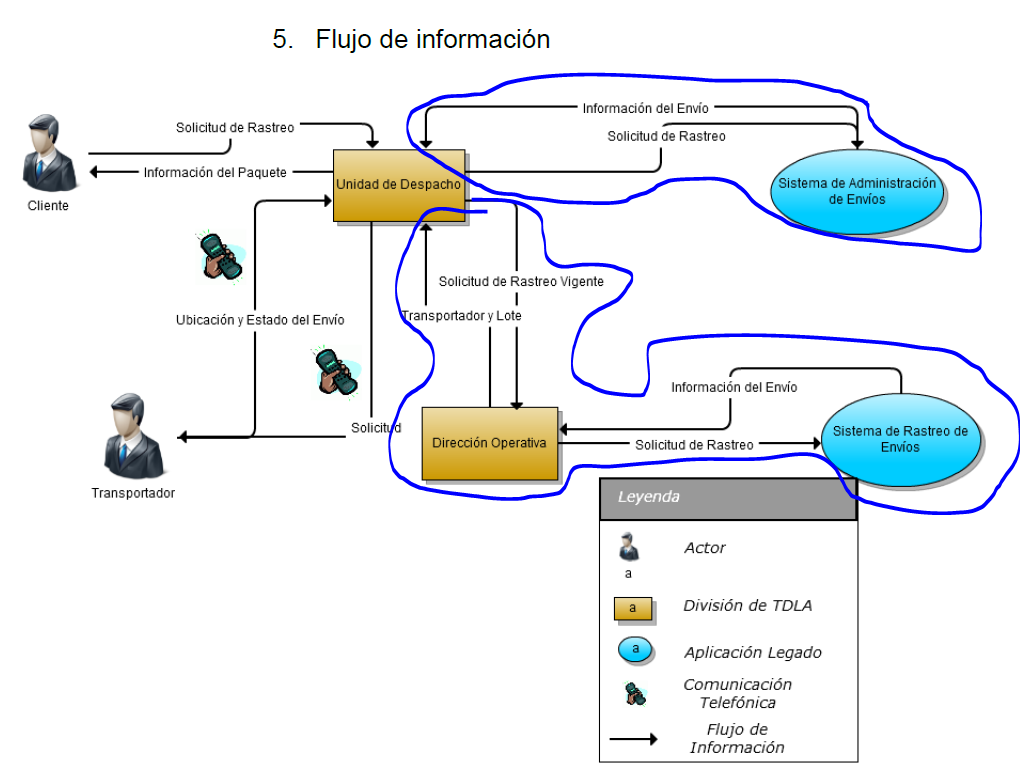 5. Flujo de información
Información del Envío
Solicitud de Rastreo
Solicitud de Rastreo
Información del Paquete
Unidad de Despacho
Sistema de Administración
de Envíos
Cliente
Solicitud de Rastreo Vigente
Ubicación y Estado del Envío
Transportador y Lote
Información del Envío
Solicitud
Dirección Operativa
Solicitud de Rastreo
Sistema de Rastreo de
Envíos
Transportador
Leyenda
a
Actor
a
División de TDLA
a
Aplicación Legado
Comunicación
Telefónica
Flujo de
Información